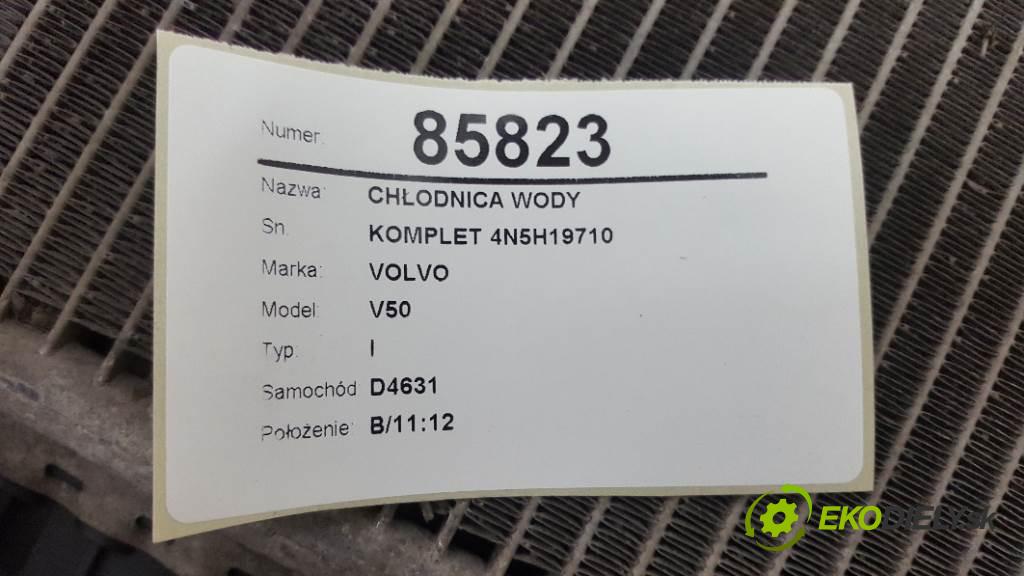 Numer: 85823
Nazwa: CHŁODNICA WODY
Sn. KOMPLET 4N5H19710
Marka: VOLVO
Model: V50
Typ: I
Samochód D4631
Położenie: B/11:12
EKODIELY.SK